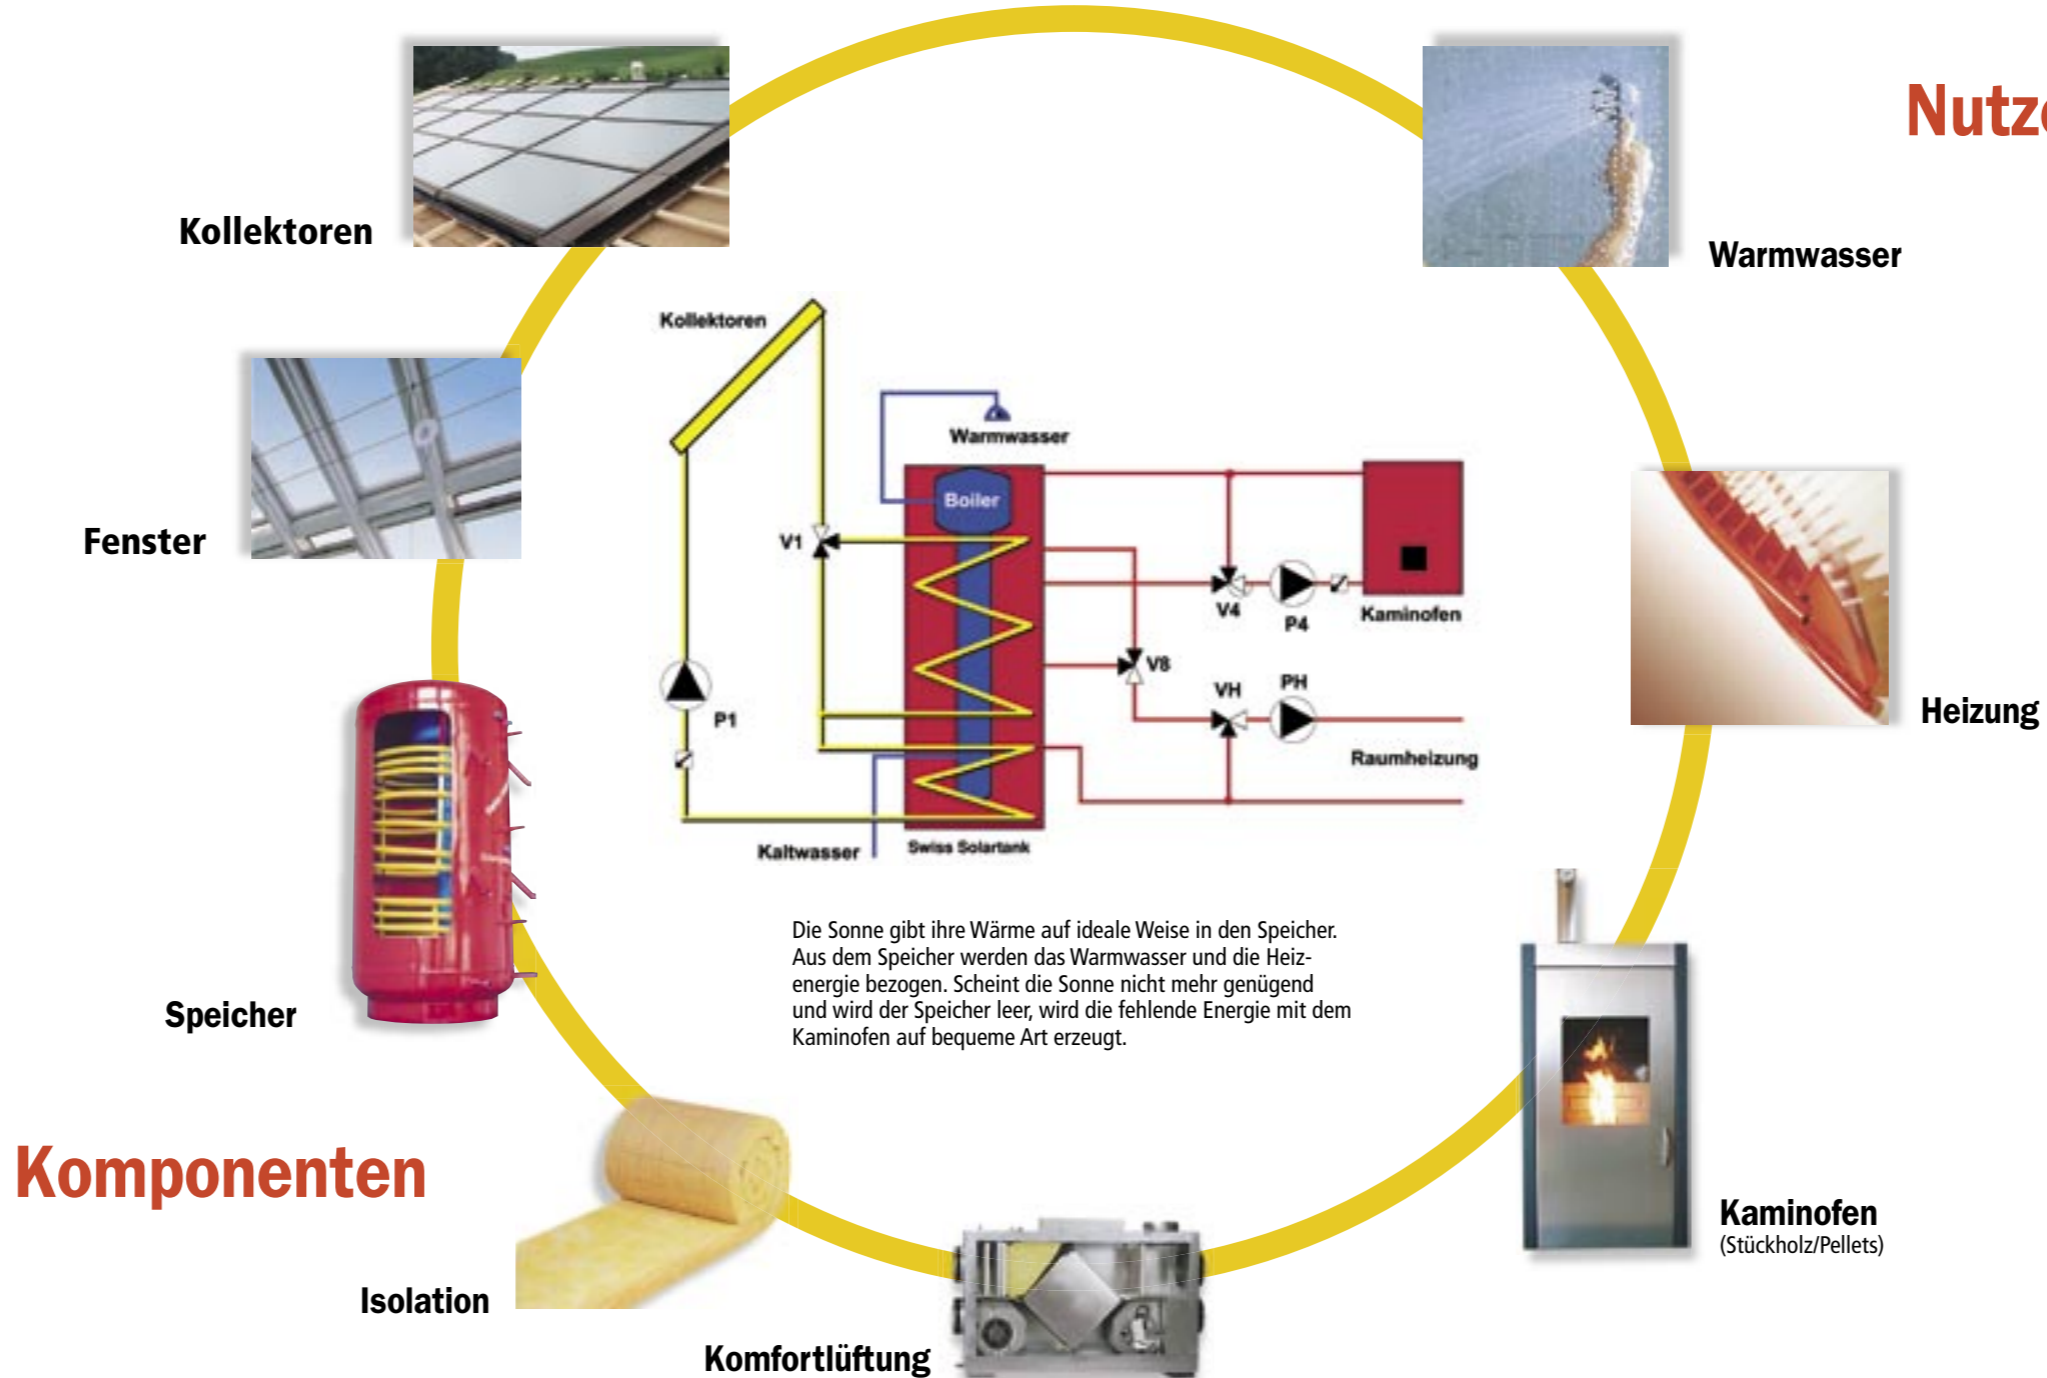 Nutze
Kollektoren
Warmwasser
Kollektoren
Warmwasser
Boiler
Fenster
V1
V4
P4
Kaminofen
V8
VH
PH
P1
Heizung
Raumheizung
Kaltwasser
Swiss Solartank
Die Sonne gibt ihre Wärme auf ideale Weise in den Speicher.
Aus dem Speicher werden das Warmwasser und die Heiz-
energie bezogen. Scheint die Sonne nicht mehr genügend
und wird der Speicher leer, wird die fehlende Energie mit dem
Kaminofen auf bequeme Art erzeugt.
Speicher
Komponenten
Kaminofen
(Stückholz/Pellets)
Isolation
Komfortlüftung